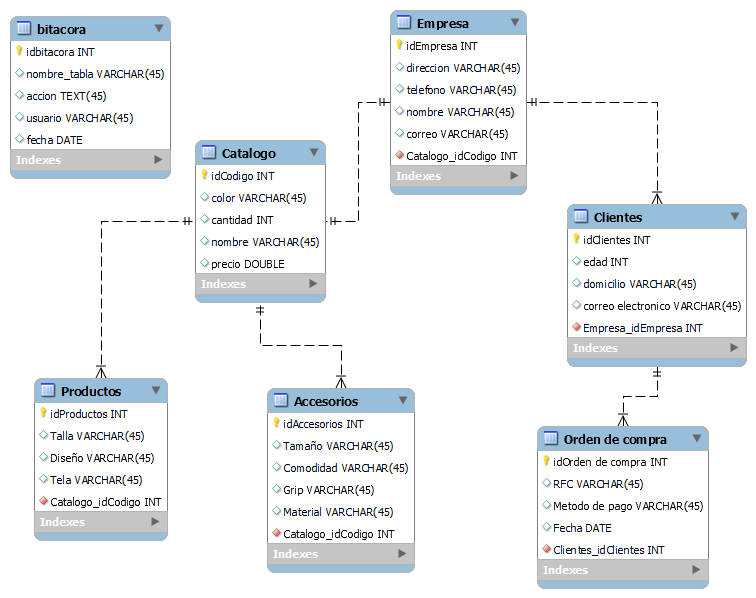 bitacora
idbitacora INT
nombre_tabla VARCHAR(45)
accion TEXT(45)
usuario VARCHAR(45)
fecha DATE
Indexes
Empresa
idEmpresa INT
direccion VARCHAR(45)
telefono VARCHAR(45)
nombre VARCHAR(45)
correo VARCHAR(45)
Catalogo_idCodigo INT
Indexes
Catalogo
idCodigo INT
color VARCHAR(45)
cantidad INT
nombre VARCHAR(45)
precio DOUBLE
Indexes
Clientes
idClientes INT
edad INT
domicilio VARCHAR(45)
correo electronico VARCHAR(45)
Empresa_idEmpresa INT
Indexes
Productos
idProductos INT
Talla VARCHAR(45)
Diseño VARCHAR(45)
Tela VARCHAR(45)
Catalogo_idCodigo INT
Indexes
Accesorios
idAccesorios INT
Tamaño VARCHAR(45)
Comodidad VARCHAR(45)
Grip VARCHAR(45)
Material VARCHAR(45)
Catalogo_idCodigo INT
Indexes
Orden de compra
idOrden de compra INT
RFC VARCHAR(45)
Metodo de pago VARCHAR(45)
Fecha DATE
Clientes_idClientes INT
Indexes